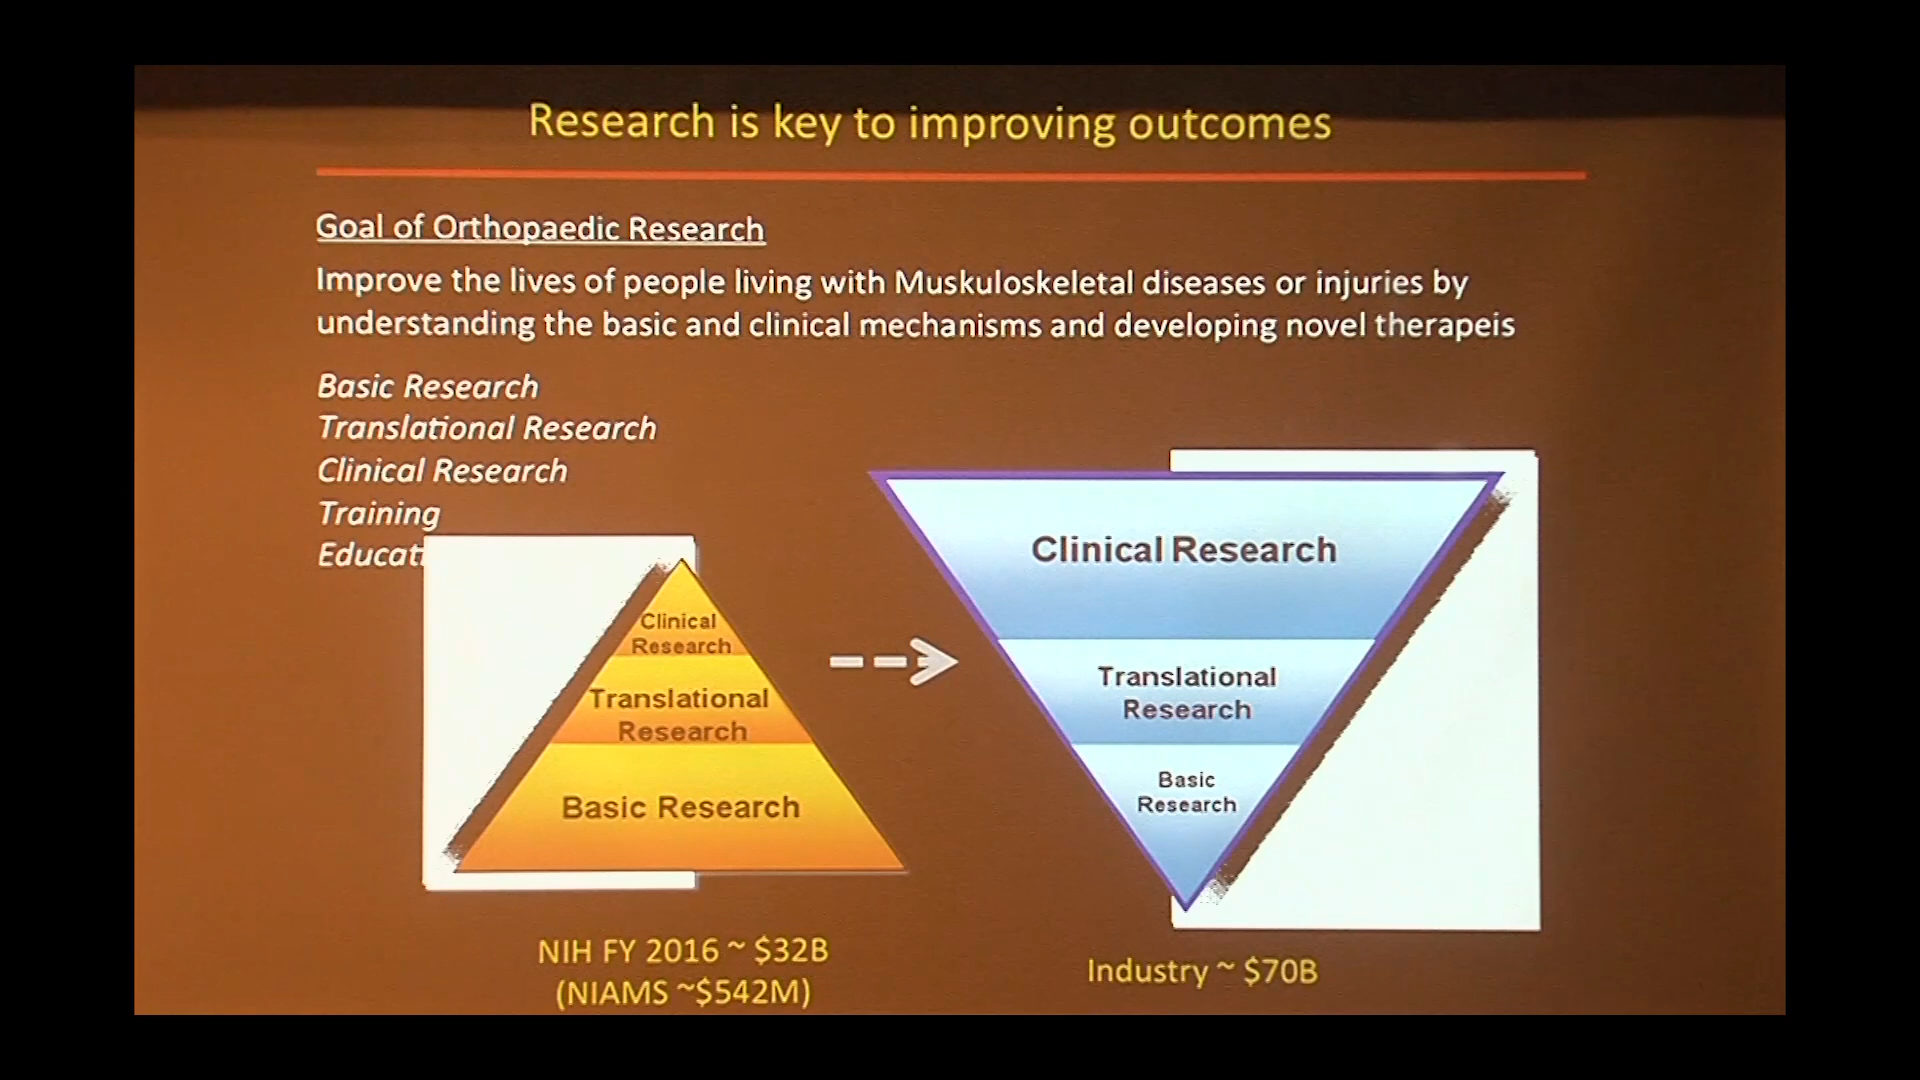 Research is key to improving outcomes
Goal of Orthopaedic Research
Improve the lives of people living with Muskuloskeletal diseases or injuries by
understanding the basic and clinical mechanisms and developing novel therapeis
Basic Research
Translational Research
Clinical Research
Training
Educati
Clinical
Research
Translational
Research
Basic Research
NIH FY 2016 ~ $32B
(NIAMS ~$542M)
Clinical Research
Translational
Research
Basic
Research
Industry ~ $70B